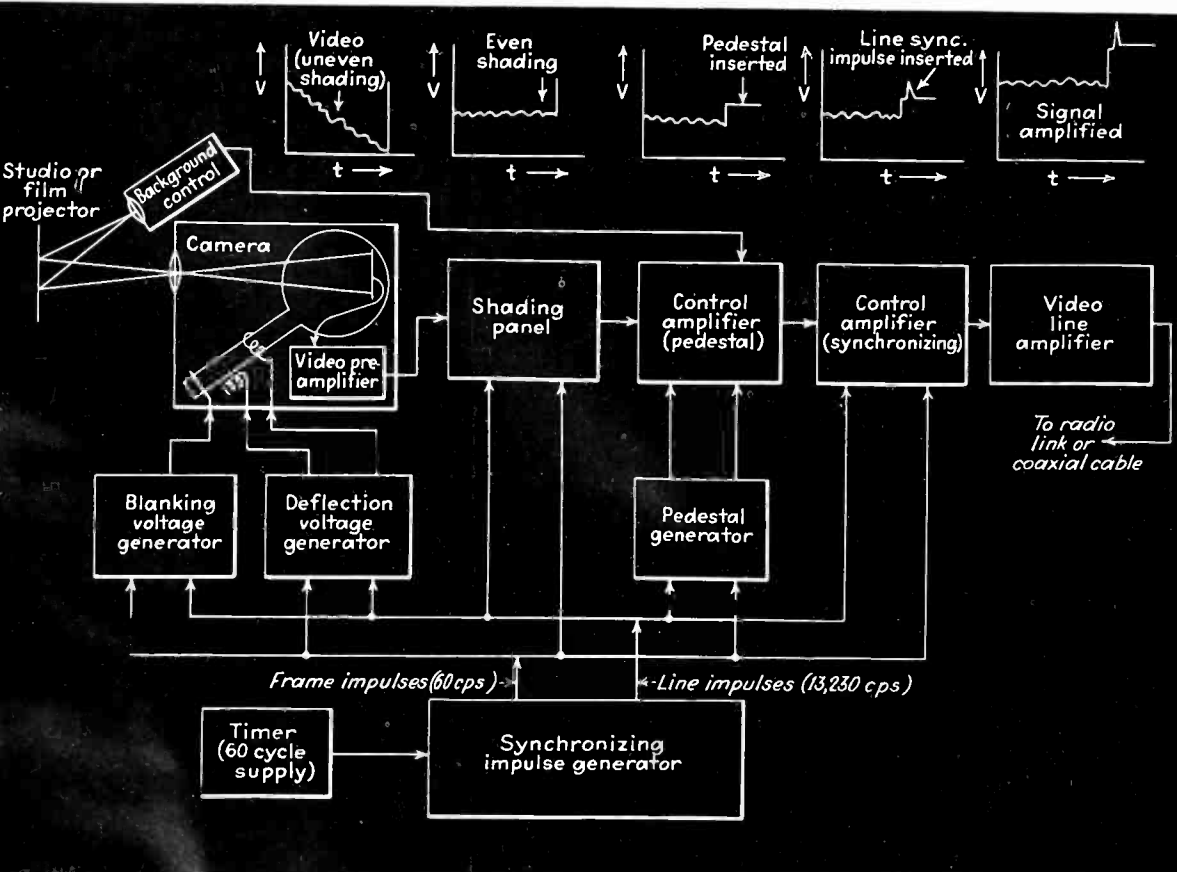 Video
(uneven
shading)
V
t
Even
shading
V
t
Pedestal
inserted
V
t
Line sync.
impulse inserted
V
t
Signal
amplified
V
t
Studio or
film
projector
Background
control
Camera
Video pre-
amplifier
Shading
panel
Control
amplifier
(pedestal)
Control
amplifier
(synchronizing)
Video
line
amplifier
To radio
link or
coaxial cable
Blanking
voltage
generator
Deflection
voltage
generator
Pedestal
generator
Frame impulses (60 cps)
Line impulses (13,230 cps)
Timer
(60 cycle
supply)
Synchronizing
impulse generator